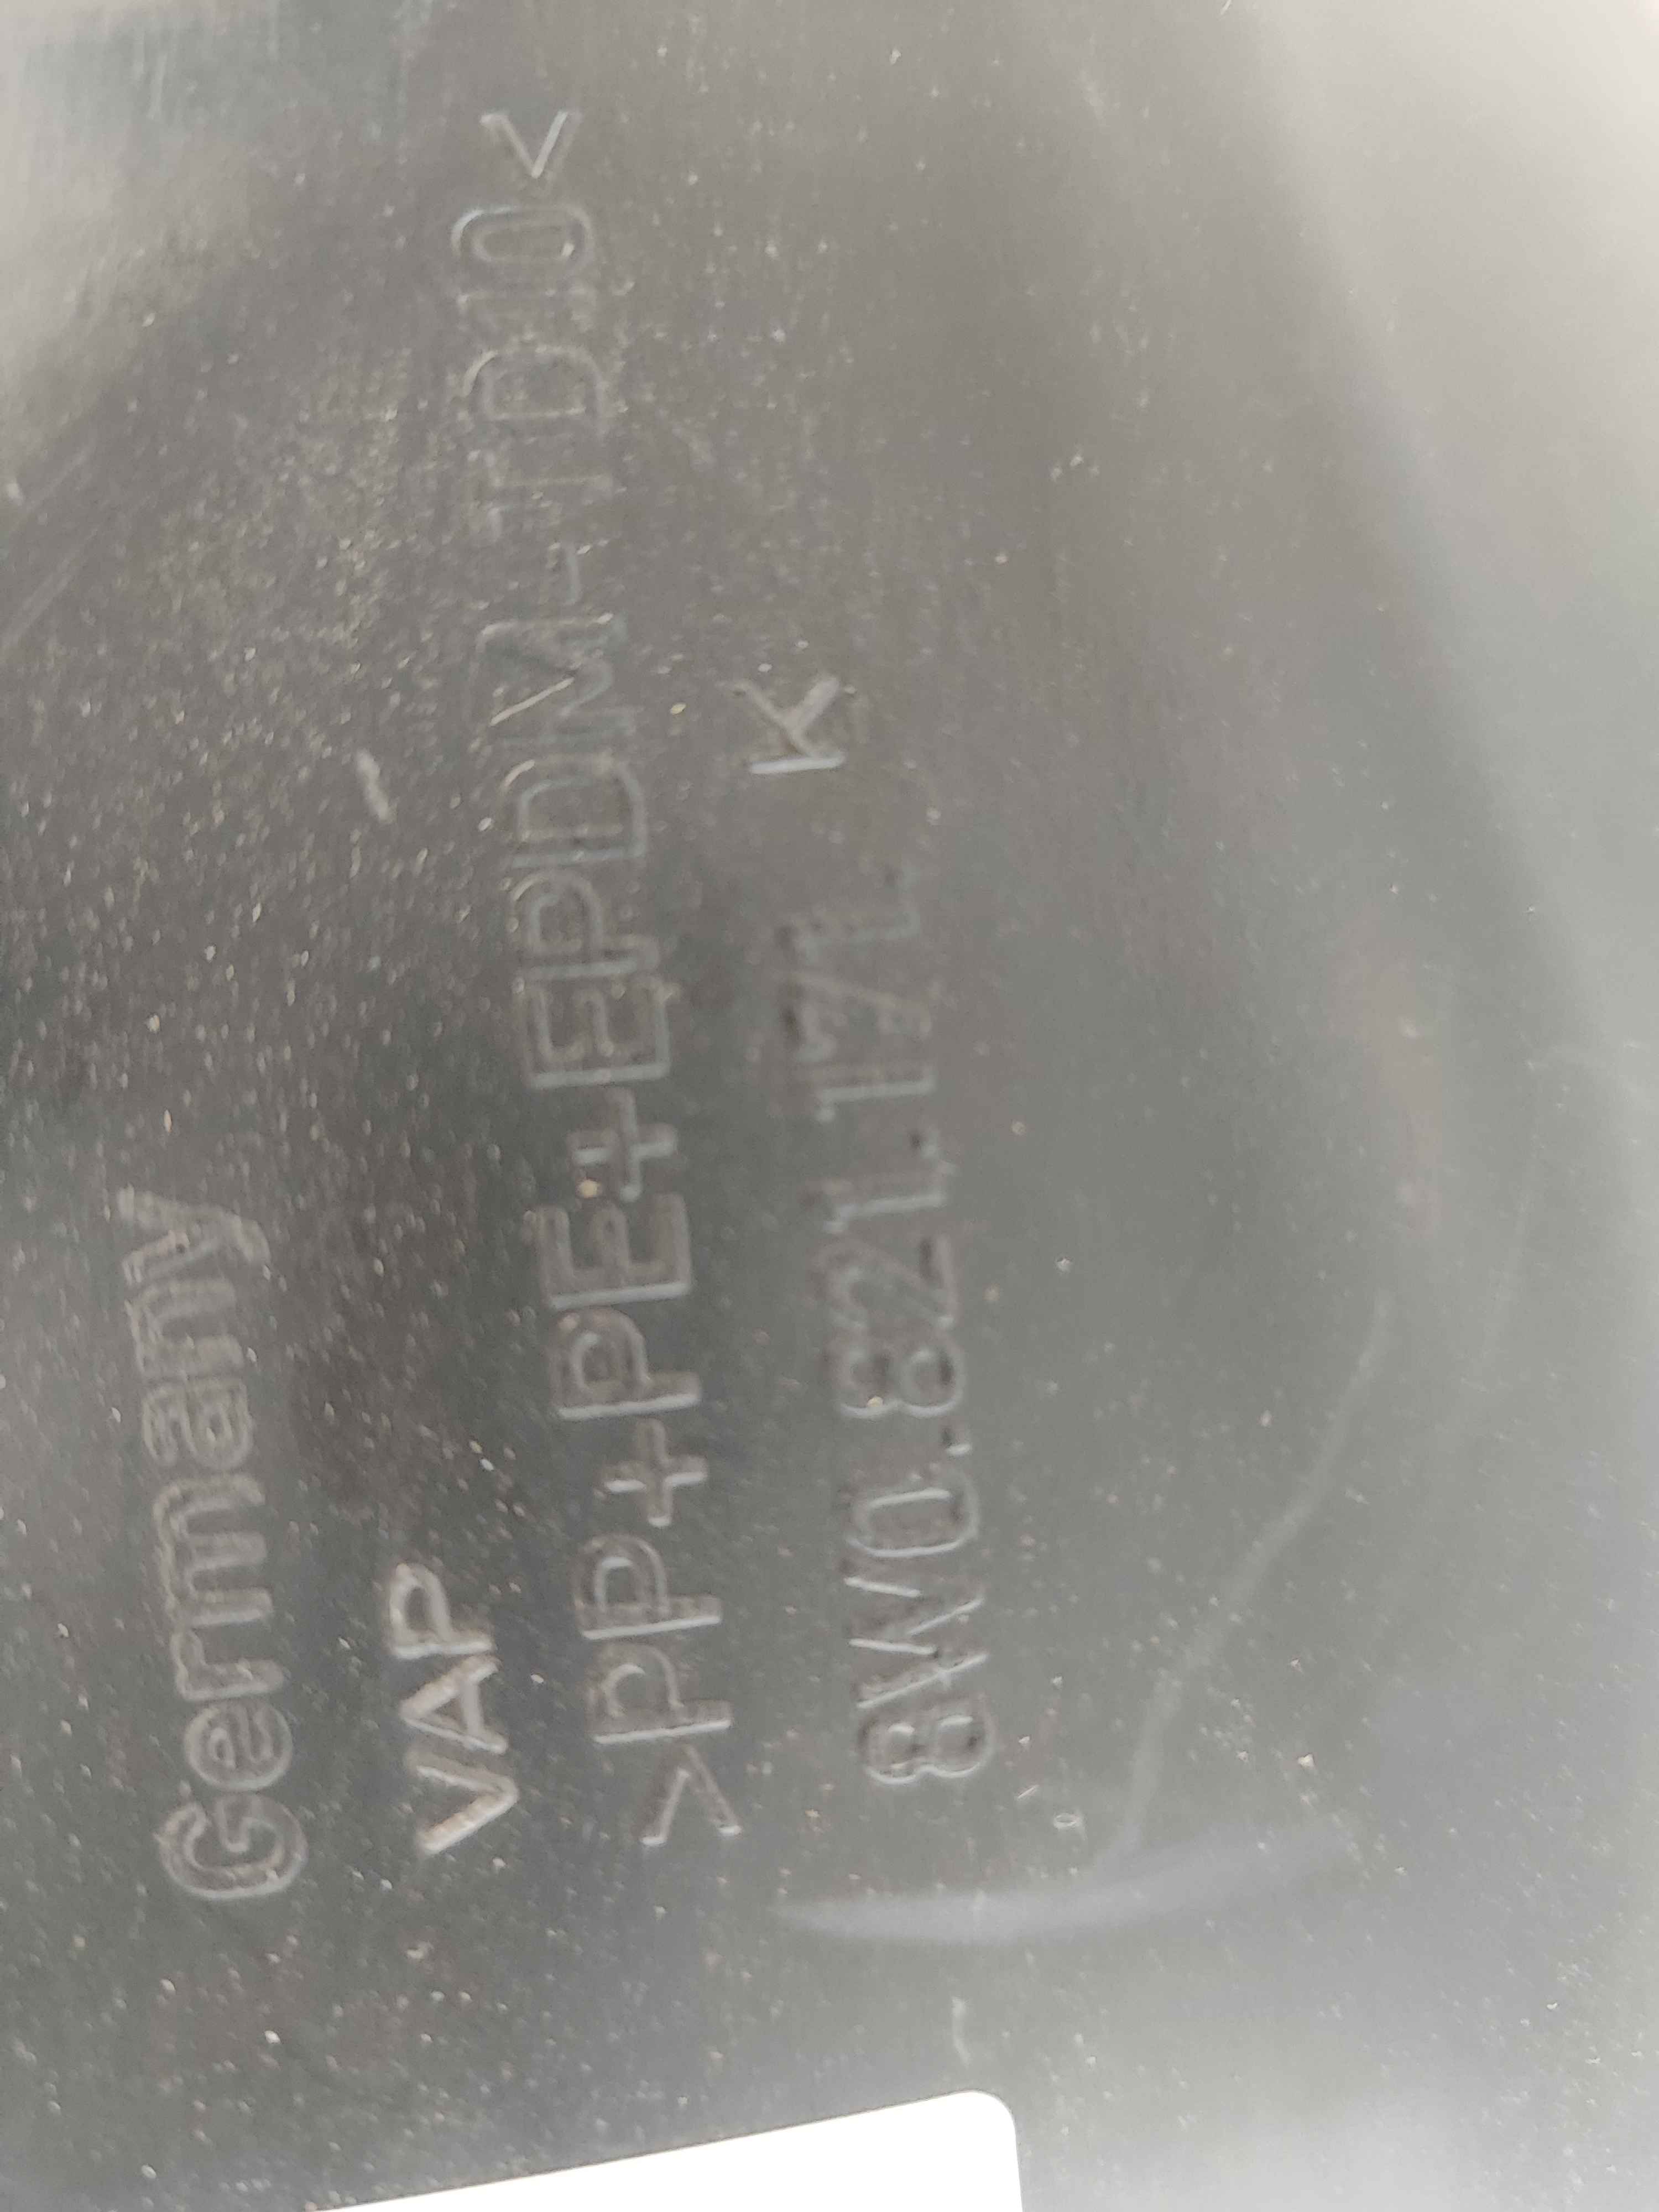 Germany
VAP
>PP+PE+EPDM-TD10<
8W0.821.171. K